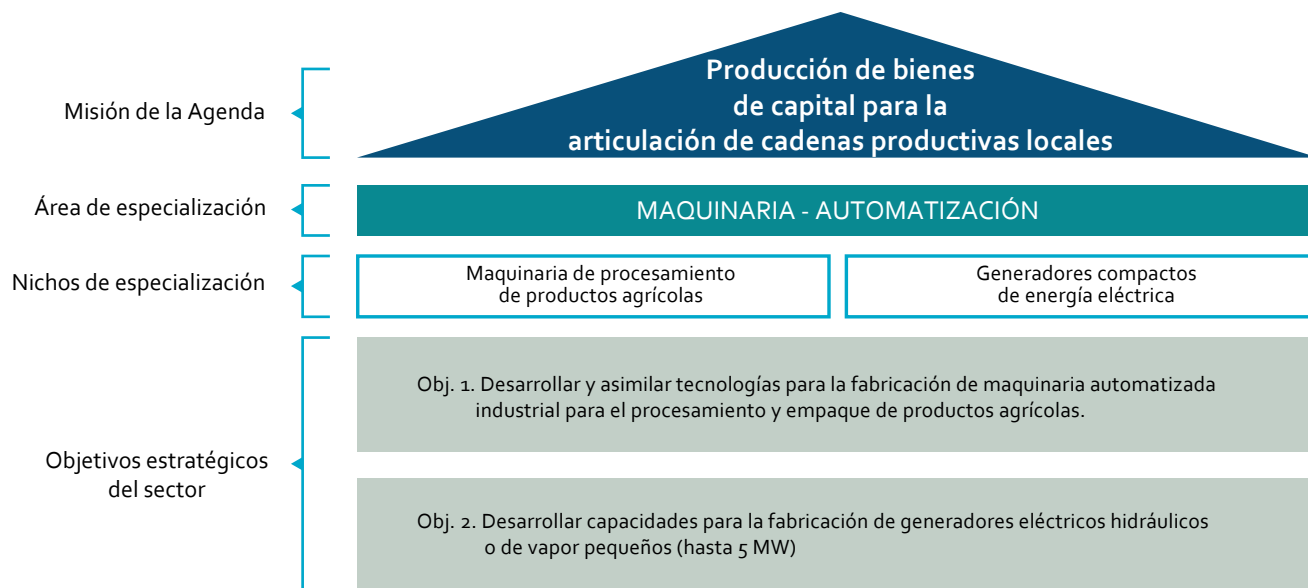 Misión de la Agenda
Producción de bienes
de capital para la
articulación de cadenas productivas locales
Área de especialización
MAQUINARIA - AUTOMATIZACIÓN
Nichos de especialización
Maquinaria de procesamiento
de productos agrícolas
Generadores compactos
de energía eléctrica
Objetivos estratégicos
del sector
Obj. 1. Desarrollar y asimilar tecnologías para la fabricación de maquinaria automatizada
industrial para el procesamiento y empaque de productos agrícolas.
Obj. 2. Desarrollar capacidades para la fabricación de generadores eléctricos hidráulicos
o de vapor pequeños (hasta 5 MW)